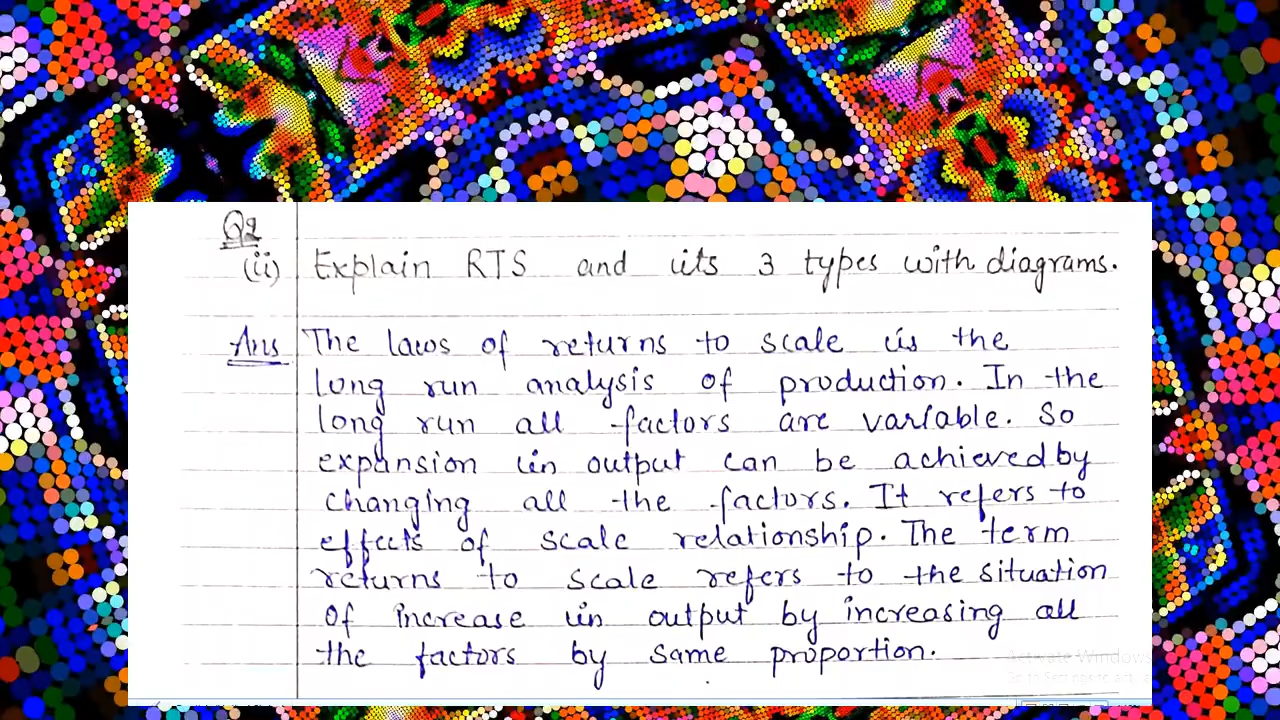 Q2
(ii) Explain RTS and its 3 types with diagrams.
Ans The laws of returns to scale is the
long run analysis of production. In the
long run all factors are variable. So
expansion in output can be achieved by
changing all the factors. It refers to
effects of scale relationship. The term
returns to scale refers to the situation
of increase in output by increasing all
the factors by same proportion.
Activate Windows